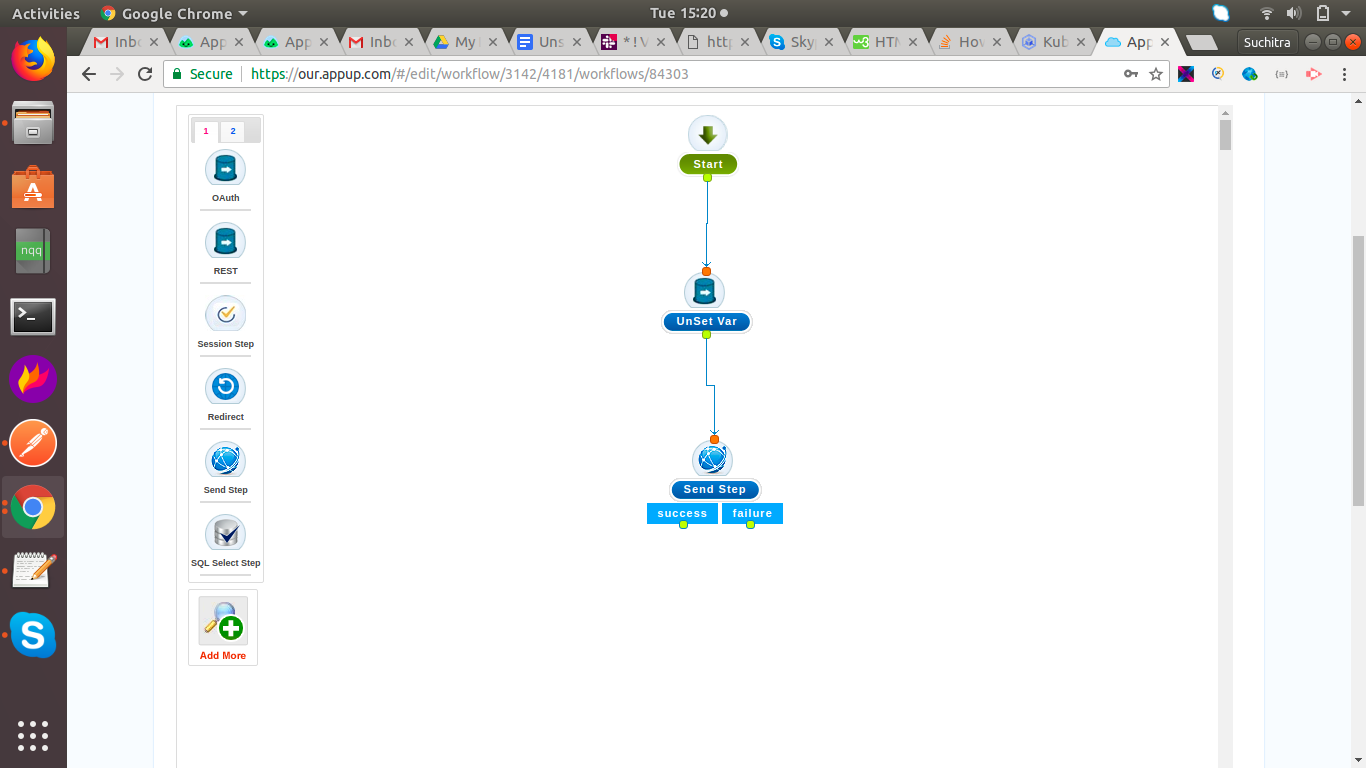 Activities Google Chrome Tue 15:20
Inbo App App Inbo My Uns *!V http Skyp HTM How Kub App Suchitra
Secure https://our.appup.com/#/edit/workflow/3142/4181/workflows/84303
1 2
OAuth
REST
Session Step
Redirect
Send Step
SQL Select Step
Add More
Start
UnSet Var
Send Step
success failure
nqq